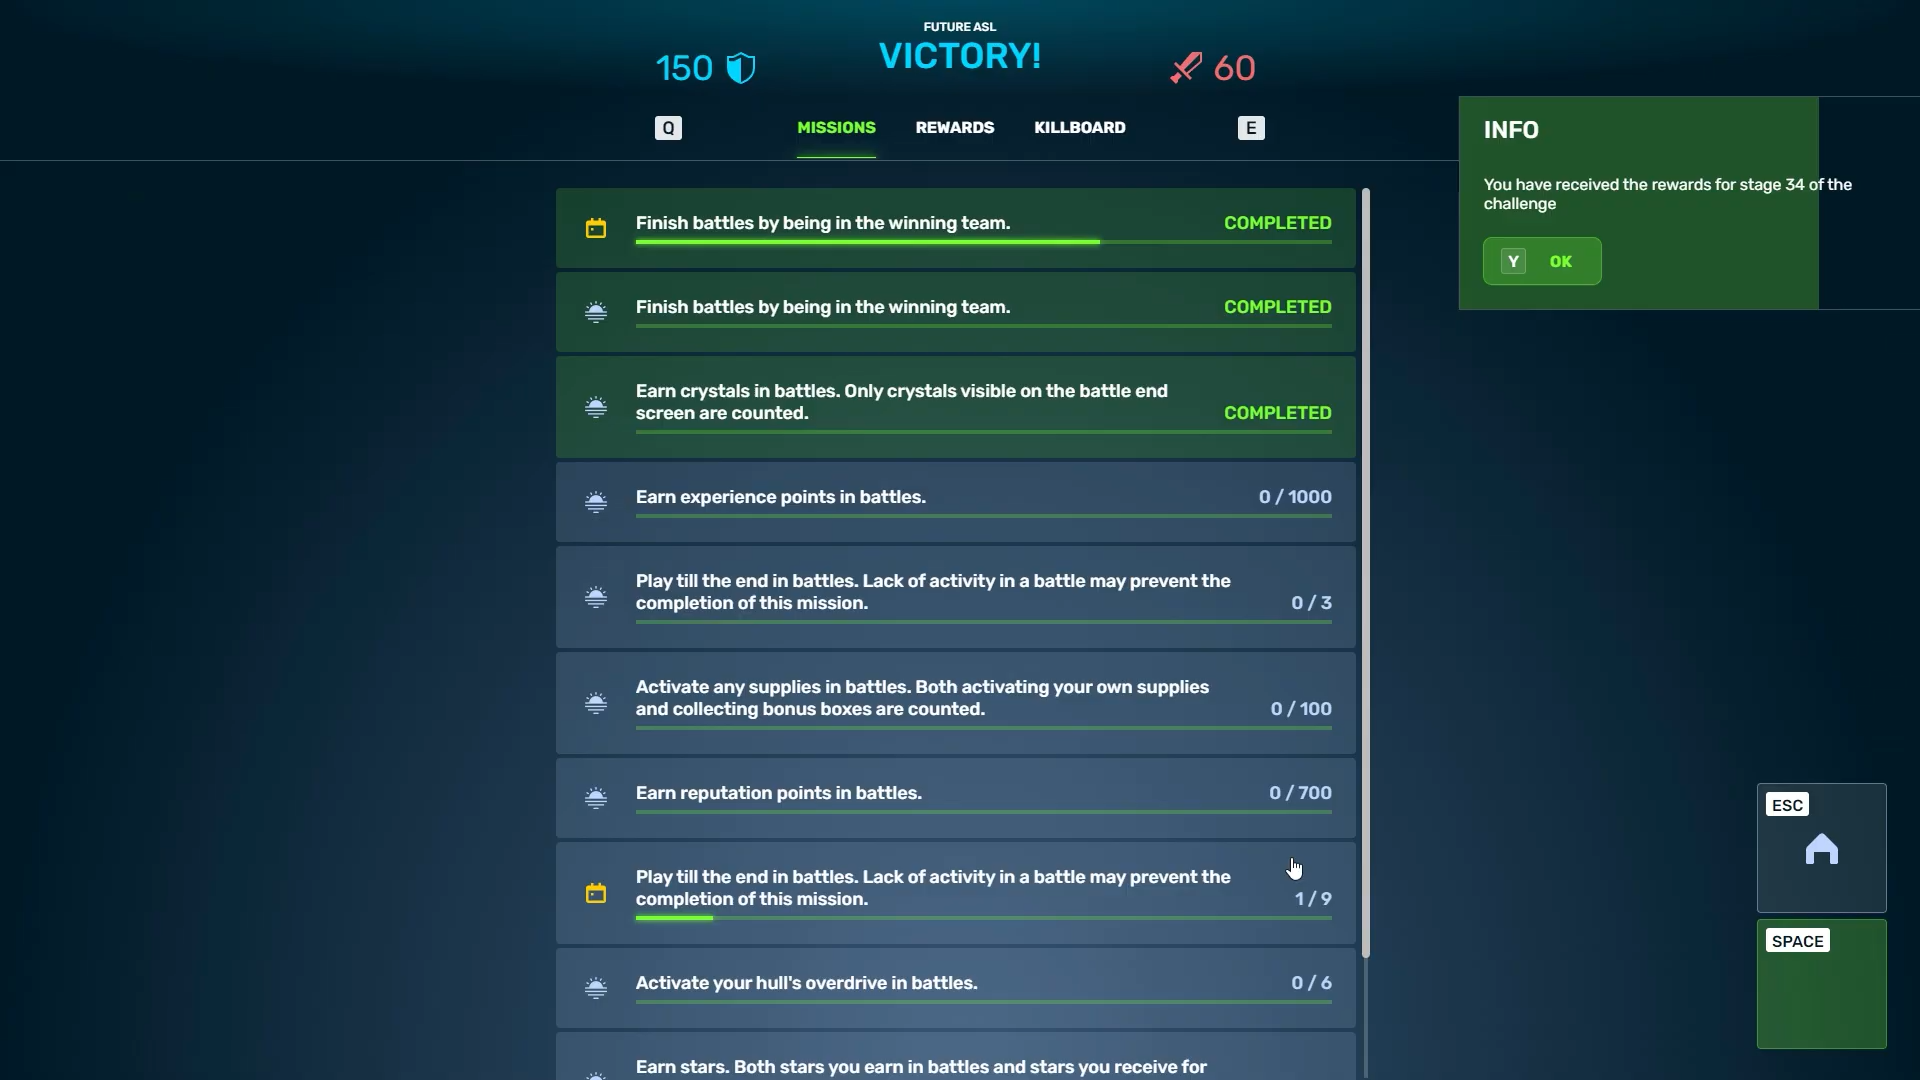 FUTURE ASL
VICTORY!
150
60
Q
MISSIONS
REWARDS
KILLBOARD
E
INFO
You have received the rewards for stage 34 of the
challenge
Y
OK
Finish battles by being in the winning team.
COMPLETED
Finish battles by being in the winning team.
COMPLETED
Earn crystals in battles. Only crystals visible on the battle end
screen are counted.
COMPLETED
Earn experience points in battles.
0 / 1000
Play till the end in battles. Lack of activity in a battle may prevent the
completion of this mission.
0 / 3
Activate any supplies in battles. Both activating your own supplies
and collecting bonus boxes are counted.
0 / 100
Earn reputation points in battles.
0 / 700
Play till the end in battles. Lack of activity in a battle may prevent the
completion of this mission.
1 / 9
Activate your hull's overdrive in battles.
0 / 6
Earn stars. Both stars you earn in battles and stars you receive for
ESC
SPACE